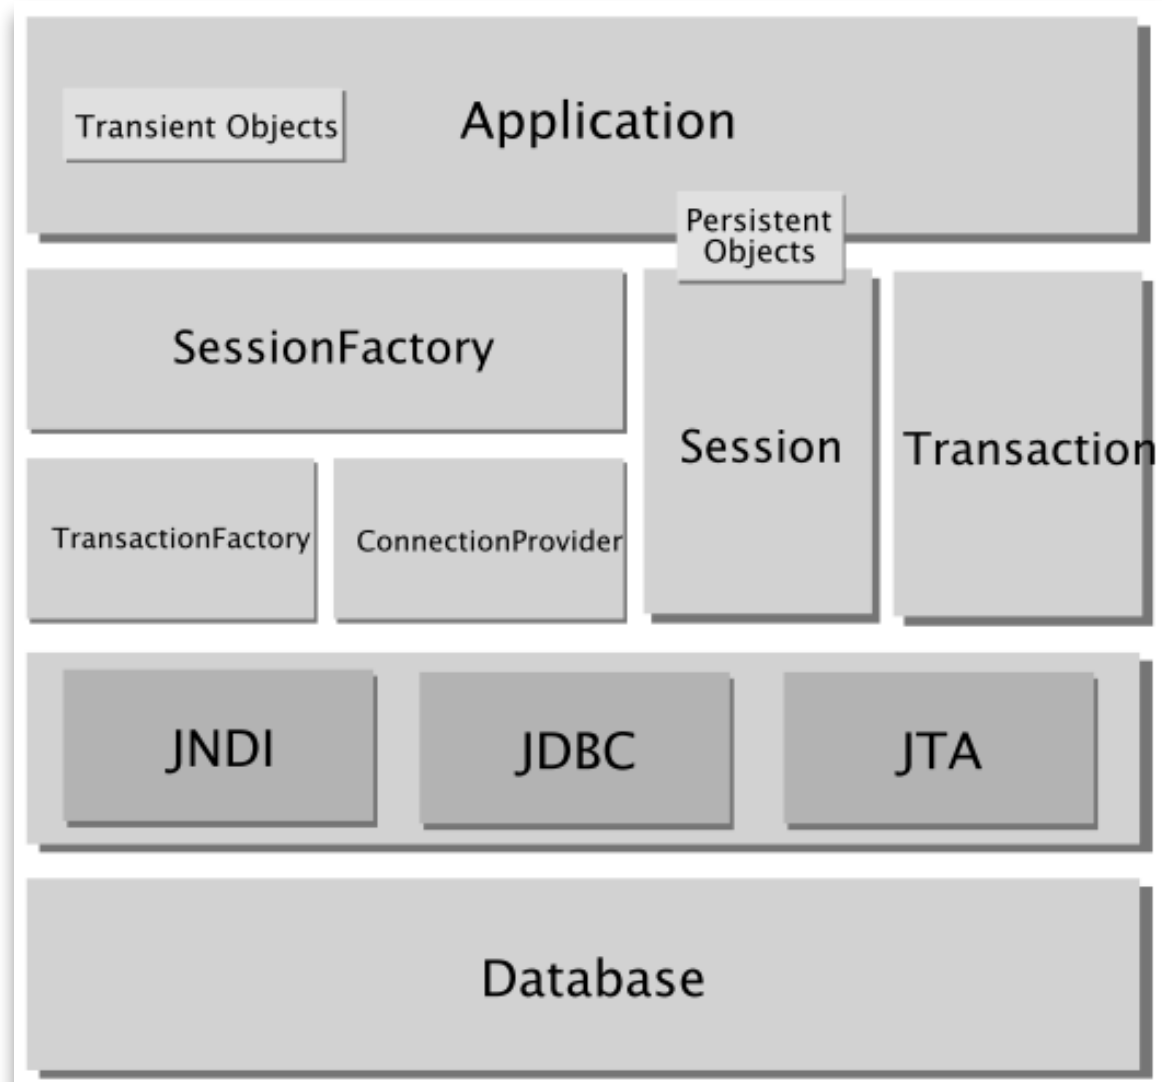 Transient Objects
Application
Persistent
Objects
SessionFactory
Session
Transaction
TransactionFactory
ConnectionProvider
JNDI
JDBC
JTA
Database